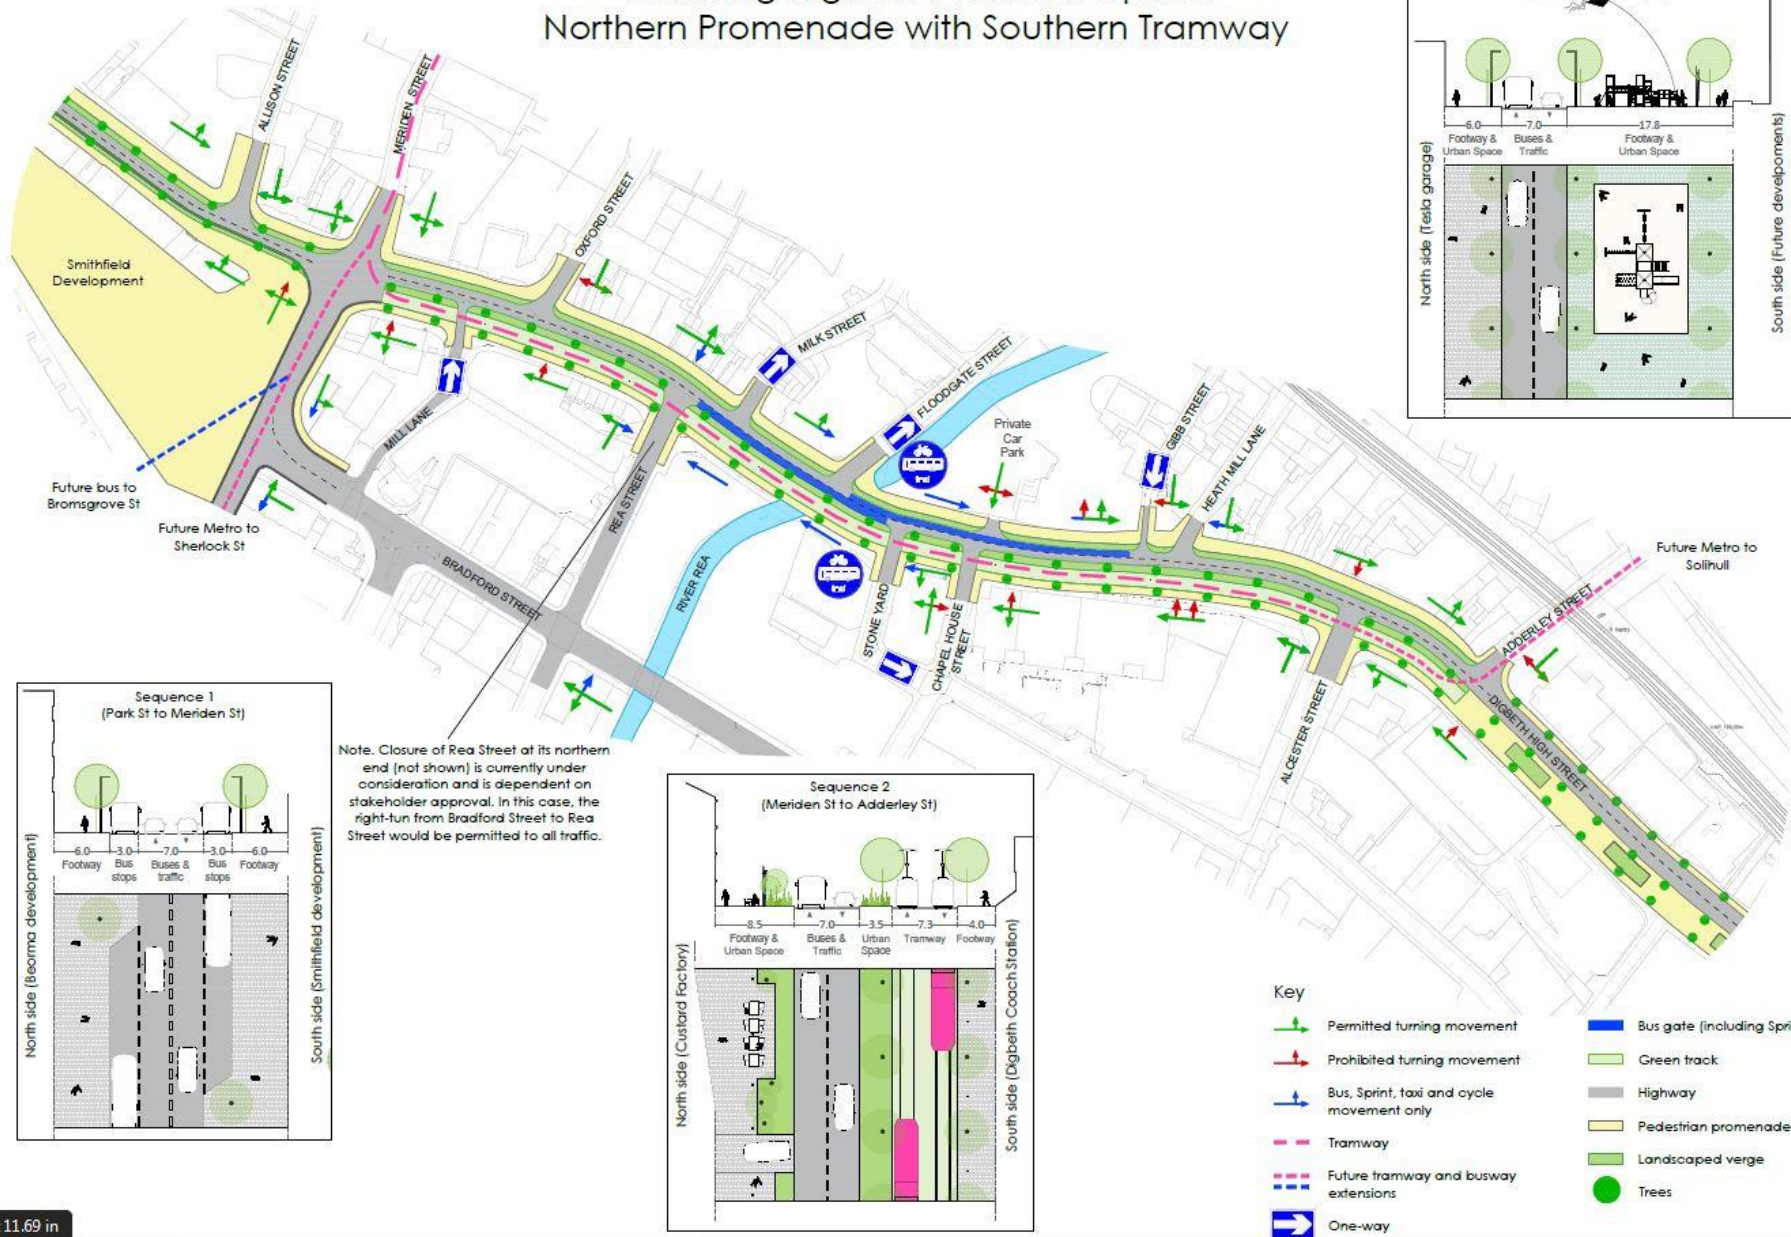 Northern Promenade with Southern Tramway
ALLISON STREET
MERIDEN STREET
OXFORD STREET
MILK STREET
FLOODGATE STREET
GIBB STREET
HEATH MILL LANE
ADDERLEY STREET
Smithfield
Development
Future bus to
Bromsgrove St
Future Metro to
Sherlock St
MILL LANE
BRADFORD STREET
REA STREET
RIVER REA
Private
Car
Park
STONE YARD
CHAPEL HOUSE
STREET
ALCESTER STREET
DIGBETH HIGH STREET
Future Metro to
Solihull
Note. Closure of Rea Street at its northern
end (not shown) is currently under
consideration and is dependent on
stakeholder approval. In this case, the
right-tun from Bradford Street to Rea
Street would be permitted to all traffic.
Sequence 1
(Park St to Meriden St)
6.0
3.0
7.0
3.0
6.0
Footway
Bus
stops
Buses &
traffic
Bus
stops
Footway
North side (Beorma development)
South side (Smithfield development)
Sequence 2
(Meriden St to Adderley St)
8.5
7.0
3.5
7.3
4.0
Footway &
Urban Space
Buses &
Traffic
Urban
Space
Tramway
Footway
North side (Custard Factory)
South side (Digbeth Coach Station)
6.0
7.0
17.8
Footway &
Urban Space
Buses &
Traffic
Footway &
Urban Space
North side (Tesla garage)
South side (Future develpoments)
Key
Permitted turning movement
Prohibited turning movement
Bus, Sprint, taxi and cycle
movement only
Tramway
Future tramway and busway
extensions
One-way
Bus gate (including Spri
Green track
Highway
Pedestrian promenade
Landscaped verge
Trees
11.69 in